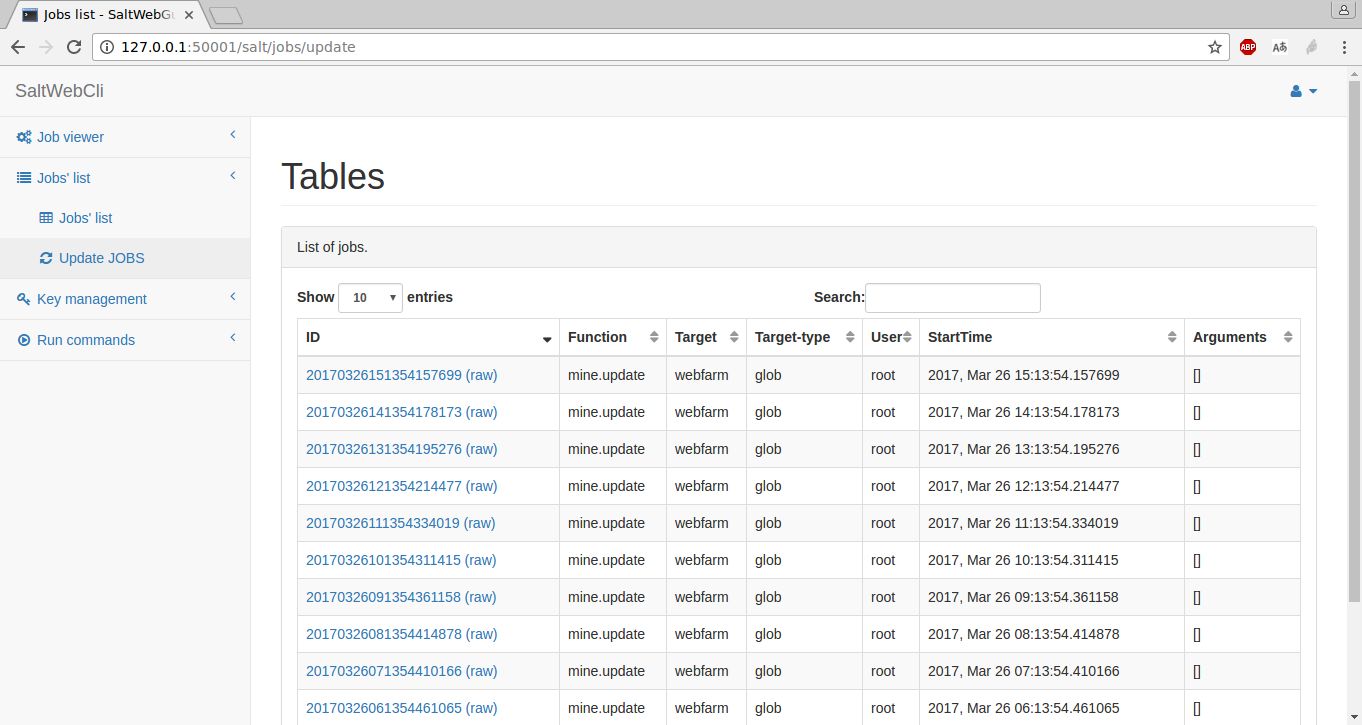 Jobs list - SaltWebG
127.0.0.1:50001/salt/jobs/update
ABP
Aあ
SaltWebCli
Job viewer
Jobs' list
Jobs' list
Update JOBS
Key management
Run commands
Tables
List of jobs.
Show 10 entries Search:
ID Function Target Target-type User StartTime Arguments
20170326151354157699 (raw) mine.update webfarm glob root 2017, Mar 26 15:13:54.157699 []
20170326141354178173 (raw) mine.update webfarm glob root 2017, Mar 26 14:13:54.178173 []
20170326131354195276 (raw) mine.update webfarm glob root 2017, Mar 26 13:13:54.195276 []
20170326121354214477 (raw) mine.update webfarm glob root 2017, Mar 26 12:13:54.214477 []
20170326111354334019 (raw) mine.update webfarm glob root 2017, Mar 26 11:13:54.334019 []
20170326101354311415 (raw) mine.update webfarm glob root 2017, Mar 26 10:13:54.311415 []
20170326091354361158 (raw) mine.update webfarm glob root 2017, Mar 26 09:13:54.361158 []
20170326081354414878 (raw) mine.update webfarm glob root 2017, Mar 26 08:13:54.414878 []
20170326071354410166 (raw) mine.update webfarm glob root 2017, Mar 26 07:13:54.410166 []
20170326061354461065 (raw) mine.update webfarm glob root 2017, Mar 26 06:13:54.461065 []